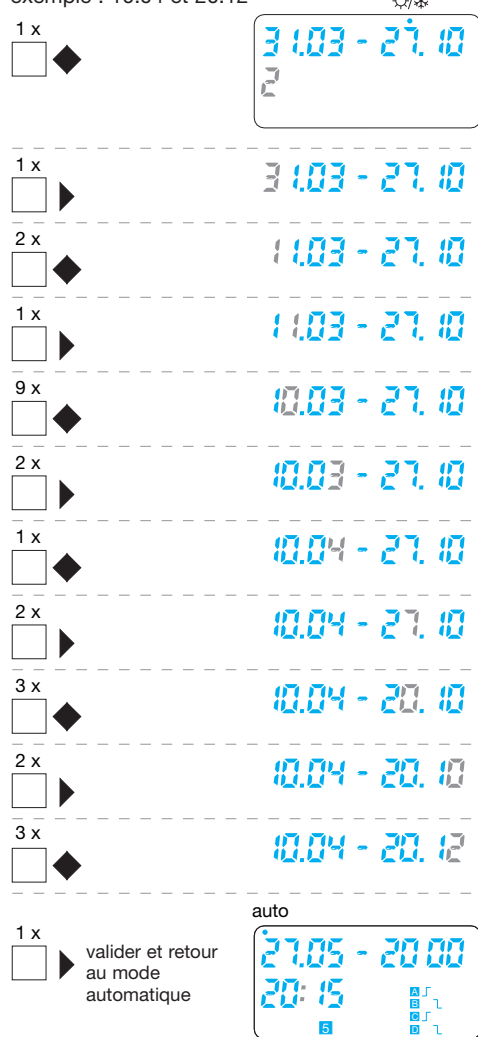 exemple : 10.04 et 20.12
1 x
31.03 - 27. 10
2
1 x
31.03 - 27. 10
2 x
11.03 - 27. 10
1 x
11.03 - 27. 10
9 x
10.03 - 27. 10
2 x
10.03 - 27. 10
1 x
10.04 - 27. 10
2 x
10.04 - 27. 10
3 x
10.04 - 20. 10
2 x
10.04 - 20. 10
3 x
10.04 - 20. 12
auto
1 x
valider et retour
au mode
automatique
27.05 - 20 00
20: 15
5
A
B
C
D